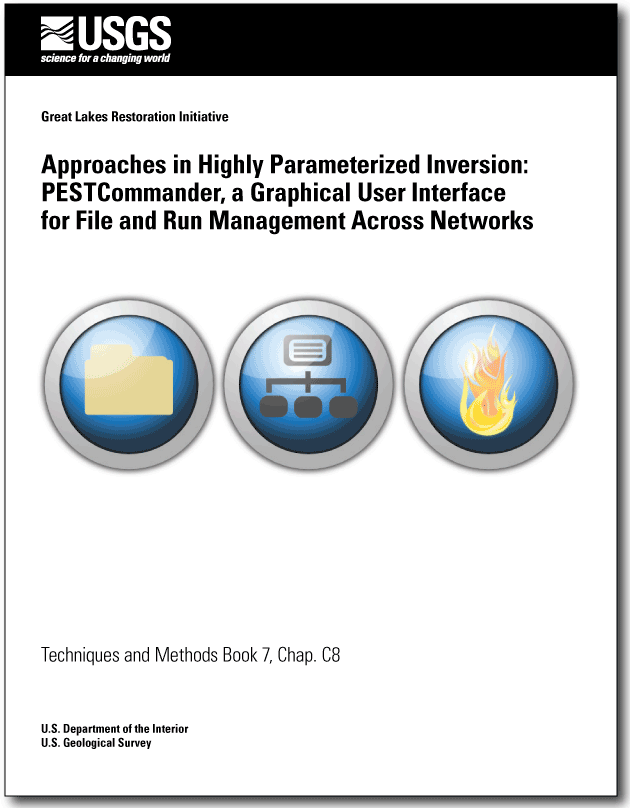 USGS
science for a changing world
Great Lakes Restoration Initiative
Approaches in Highly Parameterized Inversion:
PESTCommander, a Graphical User Interface
for File and Run Management Across Networks
Techniques and Methods Book 7, Chap. C8
U.S. Department of the Interior
U.S. Geological Survey